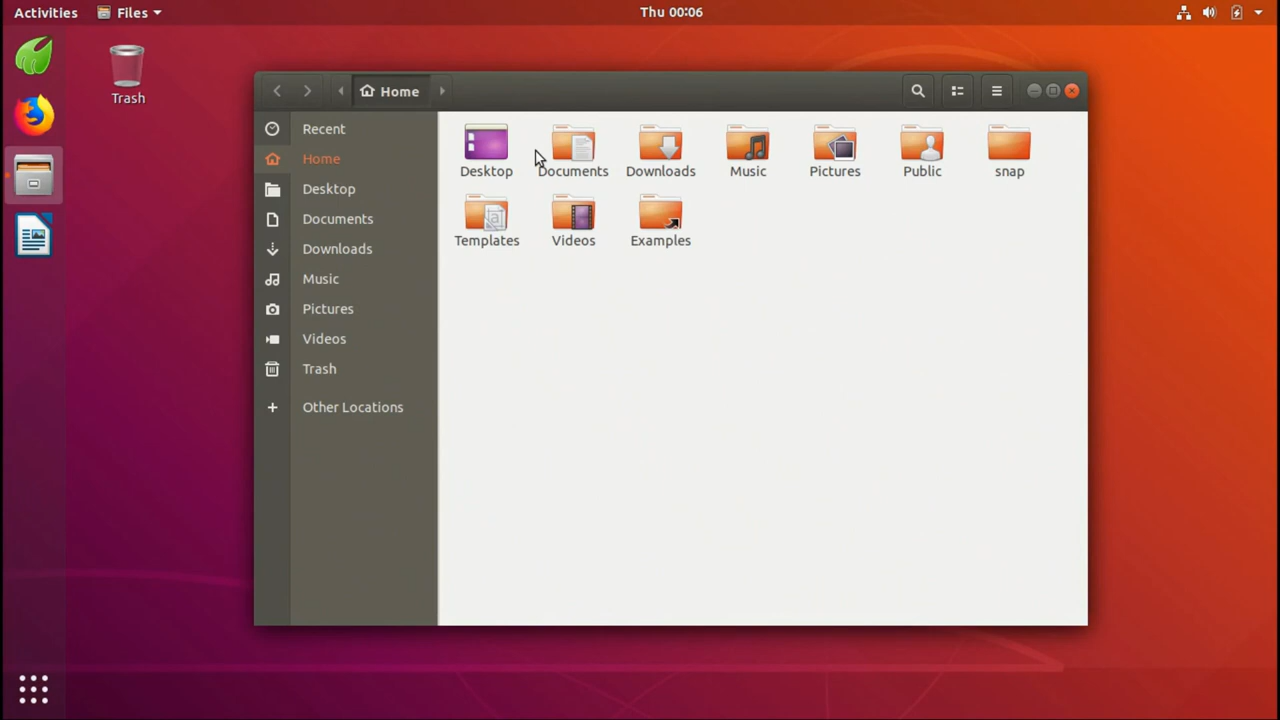 Activities Files Thu 00:06
Trash
Home
Recent
Home
Desktop
Documents
Downloads
Music
Pictures
Videos
Trash
Other Locations
Desktop Documents Downloads Music Pictures Public snap
Templates Videos Examples